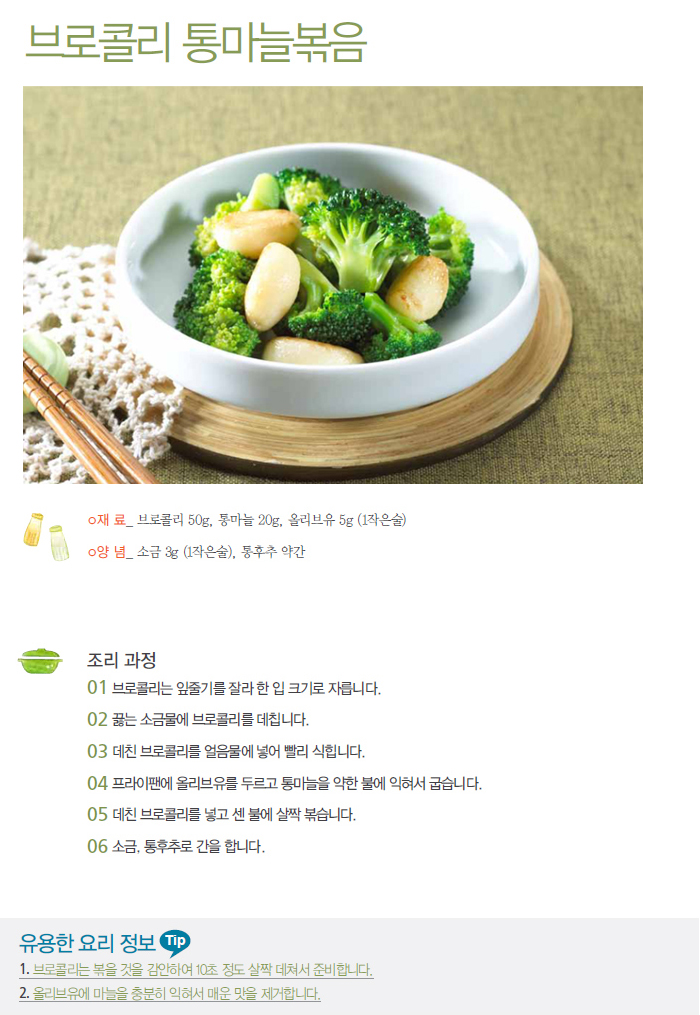 브로콜리 통마늘볶음
○재 료_ 브로콜리 50g, 통마늘 20g, 올리브유 5g (1작은술)
○양 념_ 소금 3g (1작은술), 통후추 약간
조리 과정
01 브로콜리는 잎줄기를 잘라 한 입 크기로 자릅니다.
02 끓는 소금물에 브로콜리를 데칩니다.
03 데친 브로콜리를 얼음물에 넣어 빨리 식힙니다.
04 프라이팬에 올리브유를 두르고 통마늘을 약한 불에 익혀서 굽습니다.
05 데친 브로콜리를 넣고 센 불에 살짝 볶습니다.
06 소금, 통후추로 간을 합니다.
유용한 요리 정보 Tip
1. 브로콜리는 볶을 것을 감안하여 10초 정도 살짝 데쳐서 준비합니다.
2. 올리브유에 마늘을 충분히 익혀서 매운 맛을 제거합니다.